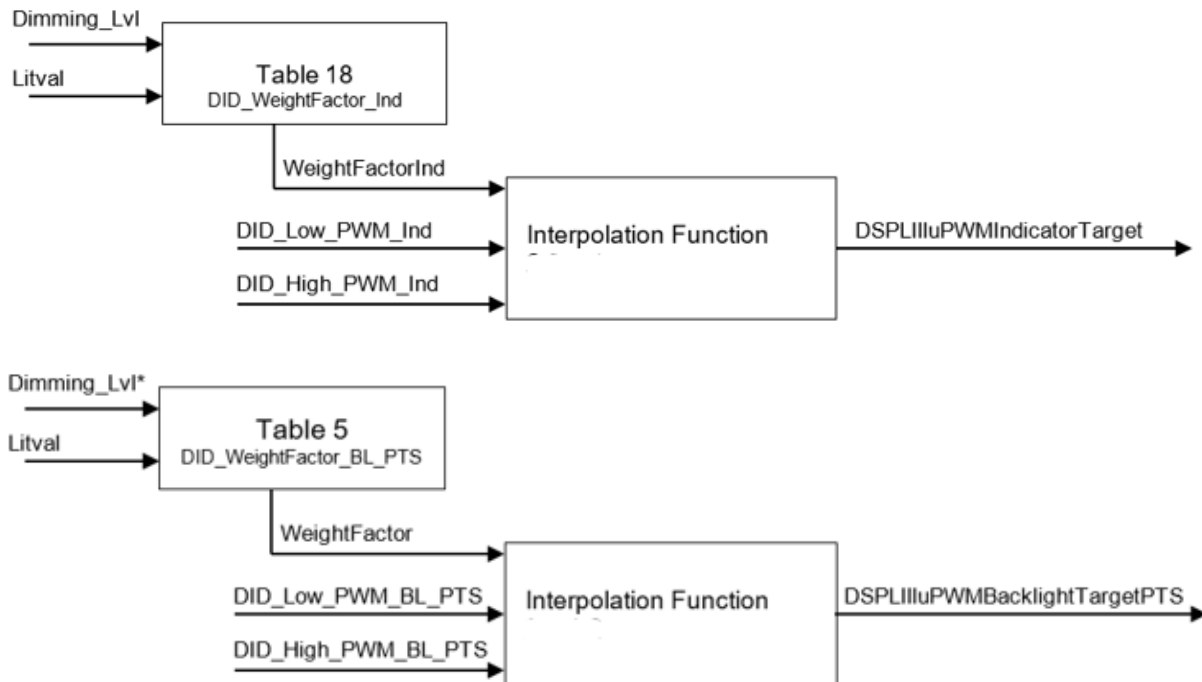 Dimming_Lvl
Litval
Table 18
DID_WeightFactor_Ind
WeightFactorInd
DID_Low_PWM_Ind
DID_High_PWM_Ind
Interpolation Function
DSPLIlluPWMIndicatorTarget
Dimming_Lvl*
Litval
Table 5
DID_WeightFactor_BL_PTS
WeightFactor
DID_Low_PWM_BL_PTS
DID_High_PWM_BL_PTS
Interpolation Function
DSPLIlluPWMBacklightTargetPTS